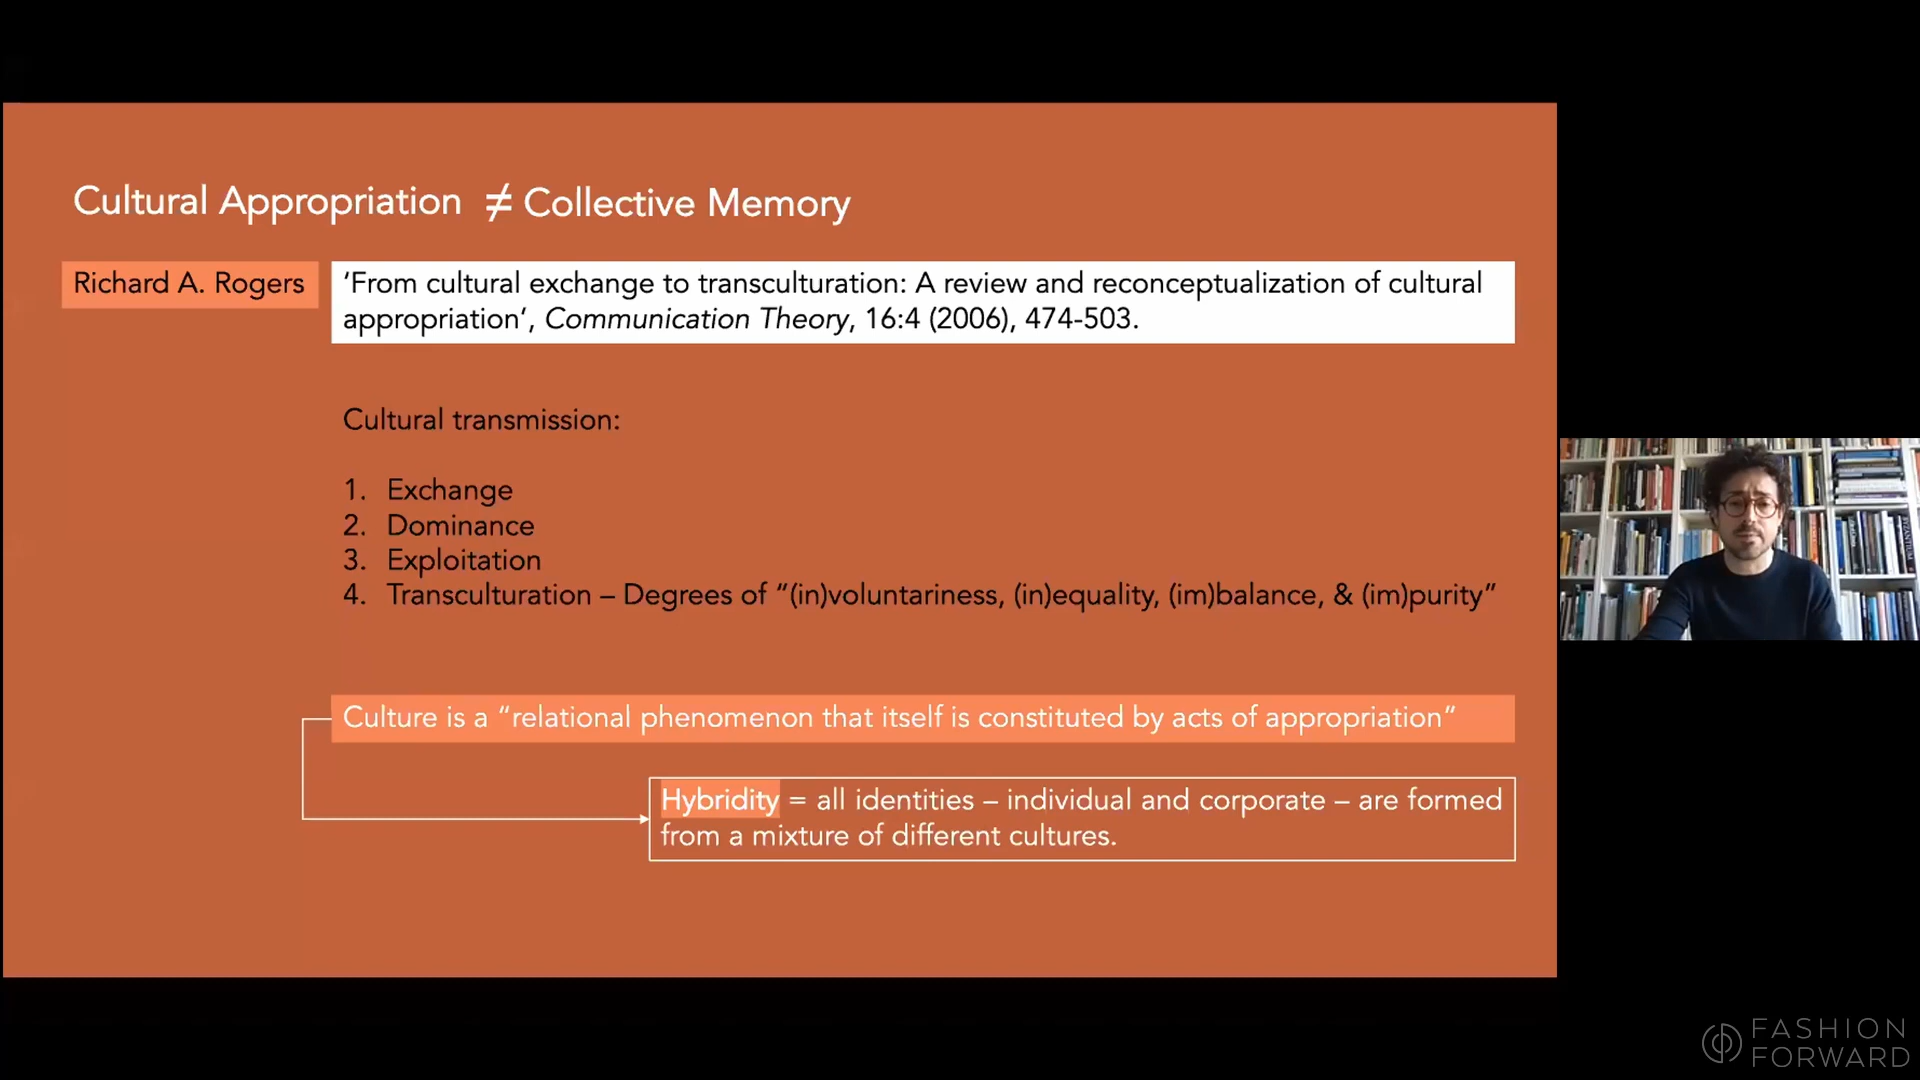 Cultural Appropriation ≠ Collective Memory
Richard A. Rogers
‘From cultural exchange to transculturation: A review and reconceptualization of cultural
appropriation’, Communication Theory, 16:4 (2006), 474-503.
Cultural transmission:
1. Exchange
2. Dominance
3. Exploitation
4. Transculturation – Degrees of “(in)voluntariness, (in)equality, (im)balance, & (im)purity”
Culture is a “relational phenomenon that itself is constituted by acts of appropriation”
Hybridity = all identities – individual and corporate – are formed
from a mixture of different cultures.
FASHION
FORWARD